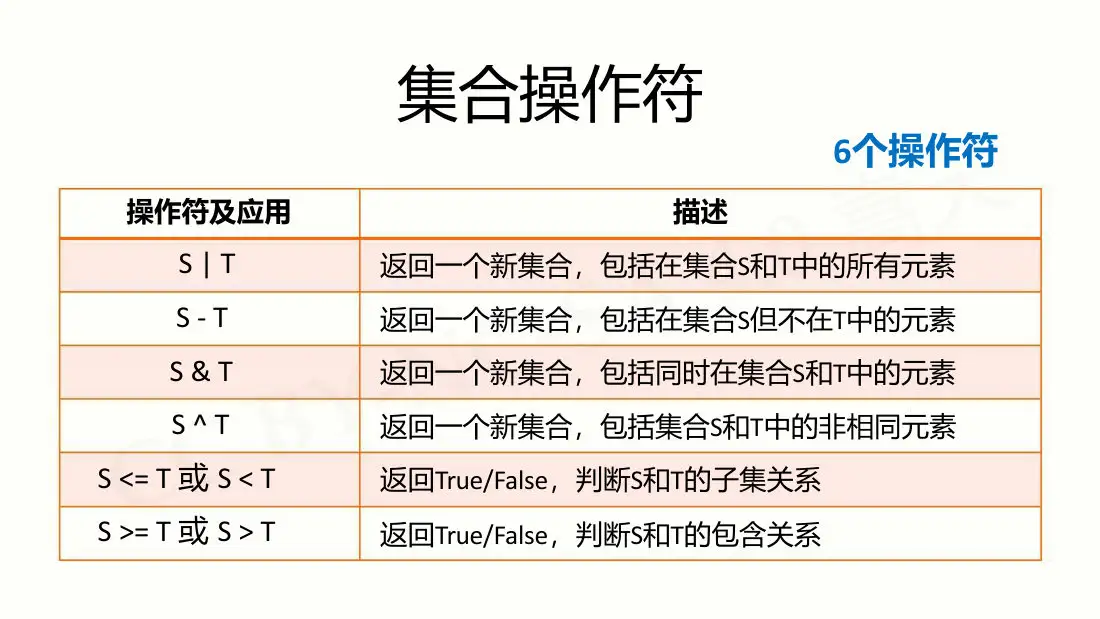 集合操作符
6个操作符
操作符及应用 描述
S | T 返回一个新集合，包括在集合S和T中的所有元素
S - T 返回一个新集合，包括在集合S但不在T中的元素
S & T 返回一个新集合，包括同时在集合S和T中的元素
S ^ T 返回一个新集合，包括集合S和T中的非相同元素
S <= T 或 S < T 返回True/False，判断S和T的子集关系
S >= T 或 S > T 返回True/False，判断S和T的包含关系